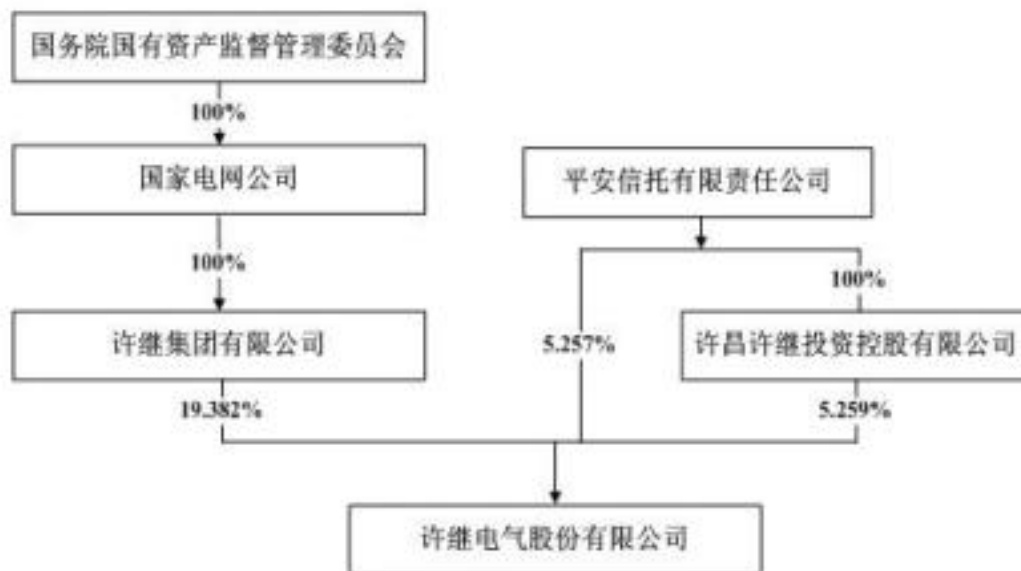 国务院国有资产监督管理委员会
100%
国家电网公司
平安信托有限责任公司
100%
100%
许继集团有限公司
5.257%
许昌许继投资控股有限公司
19.382%
5.259%
许继电气股份有限公司